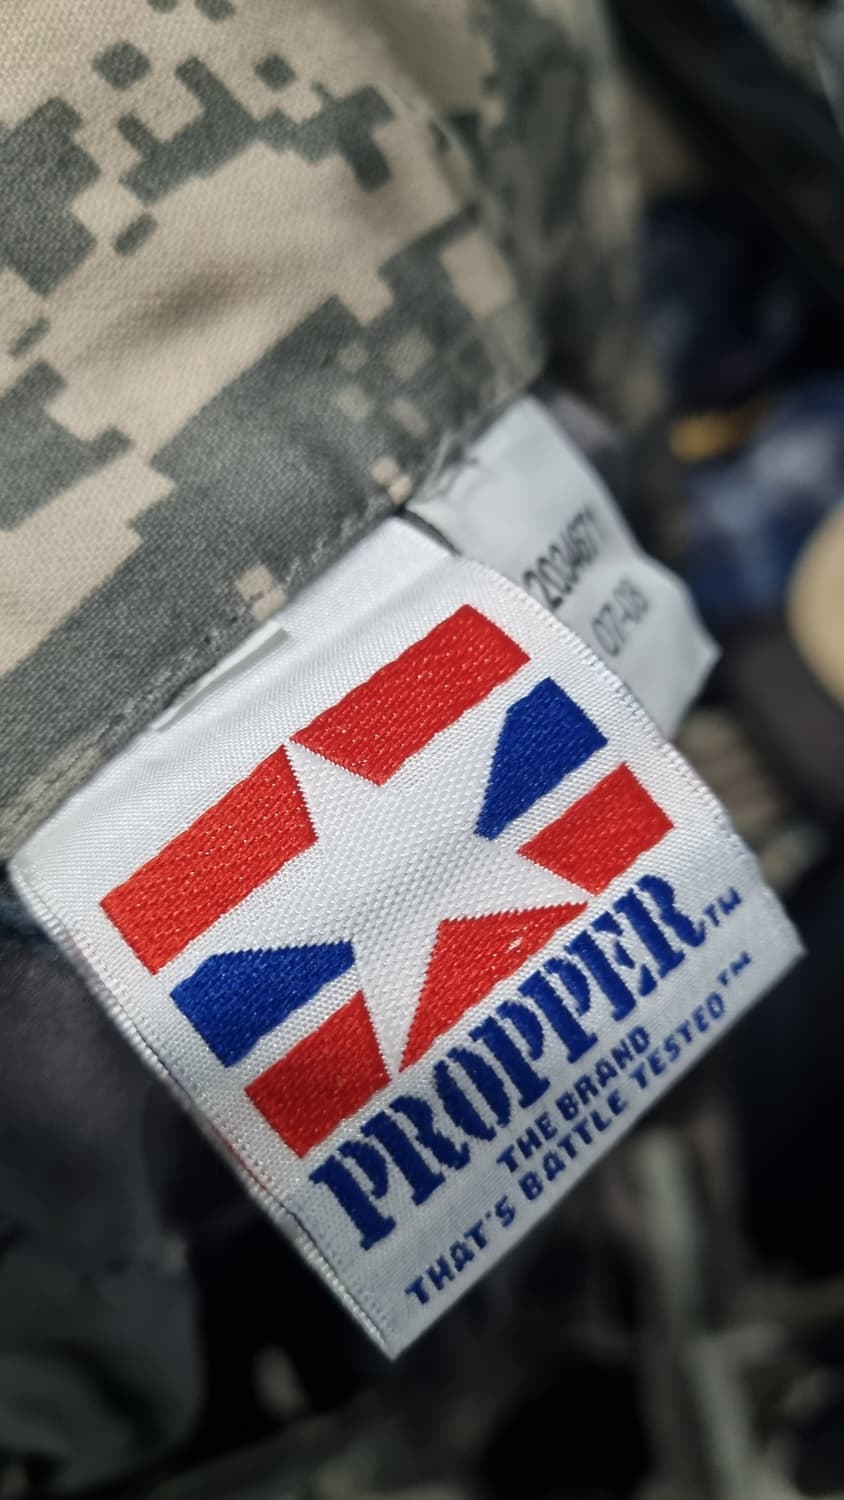 07-08
PROPPER™
THE BRAND
THAT'S BATTLE TESTED™